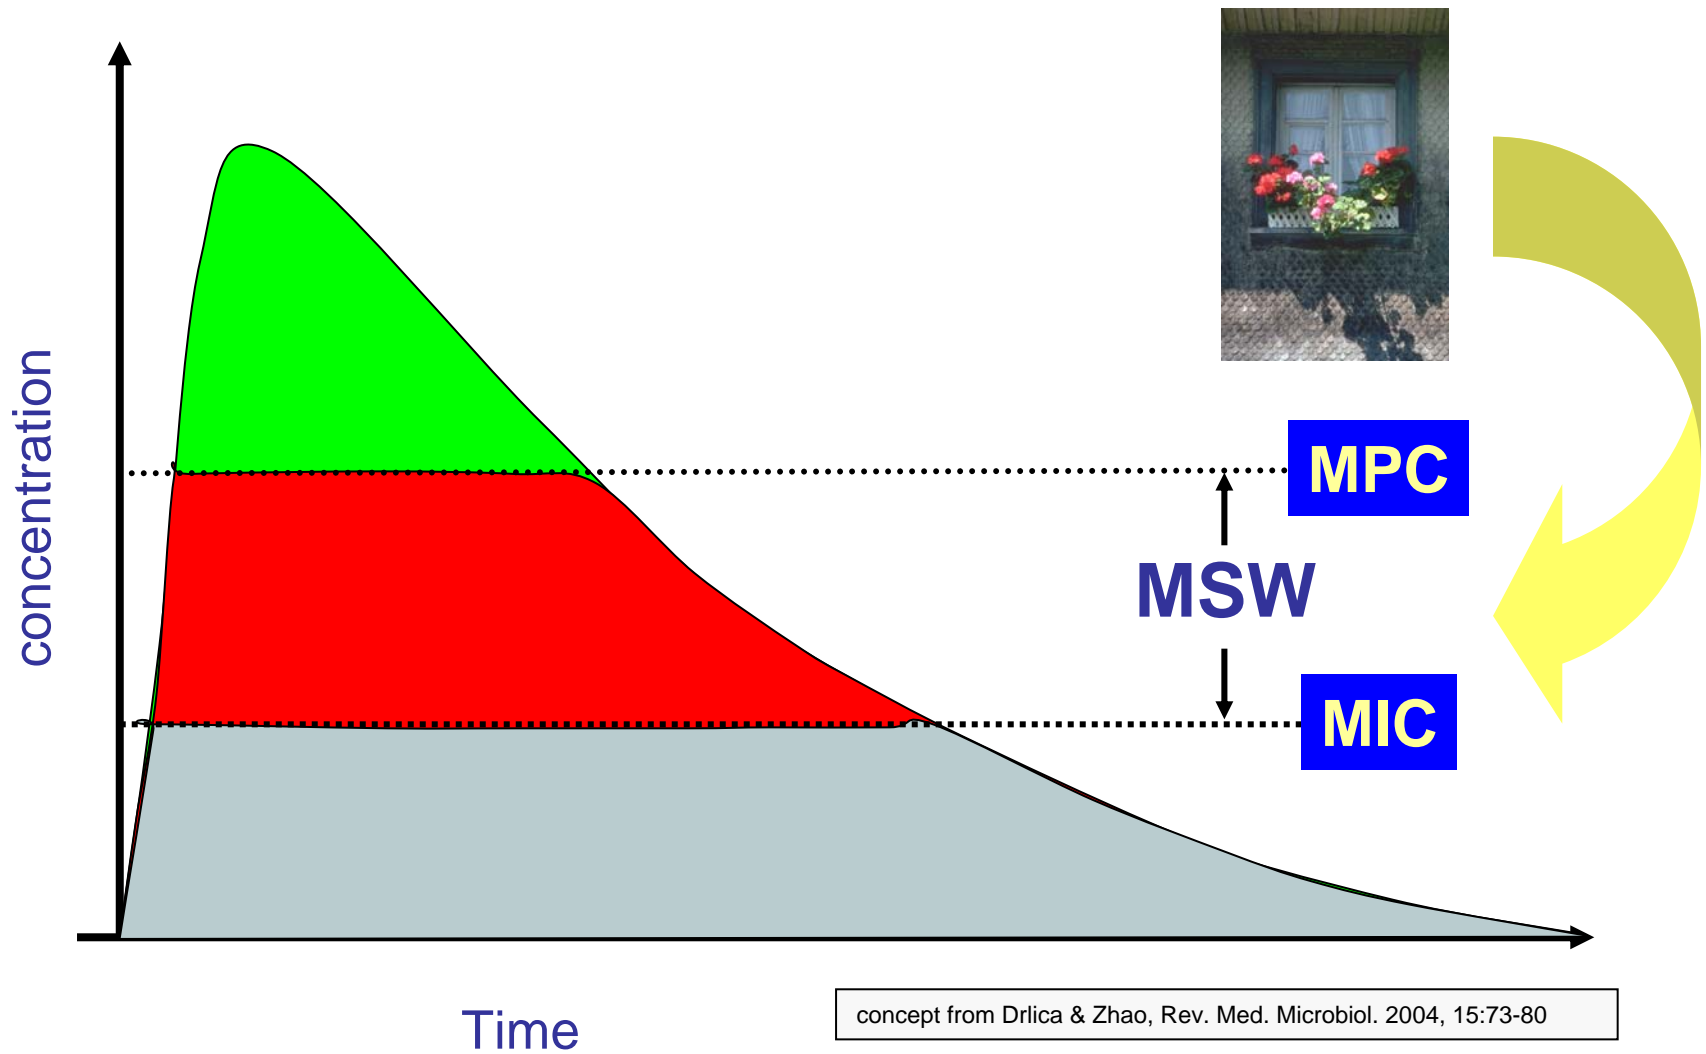 concentration
MPC
MSW
MIC
Time
concept from Drlica & Zhao, Rev. Med. Microbiol. 2004, 15:73-80